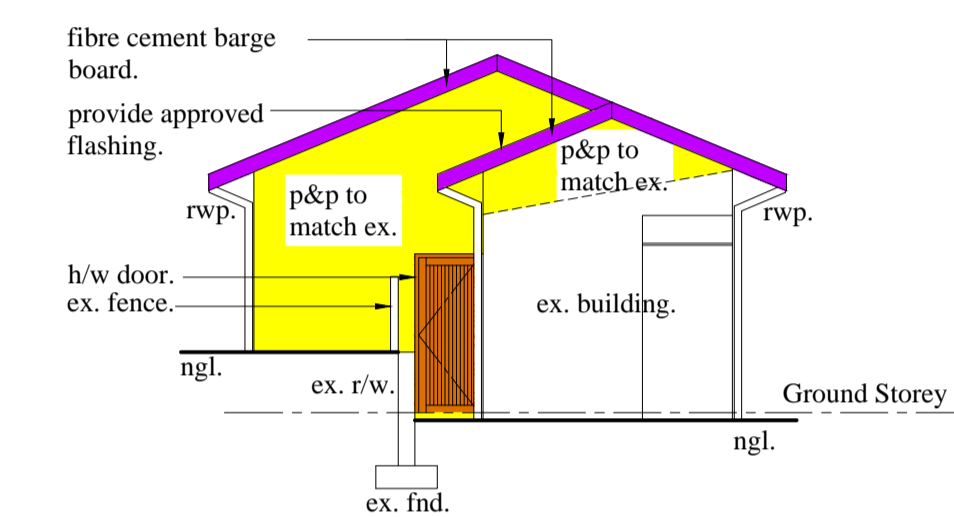 fibre cement barge
board.
provide approved
flashing.
p&p to
match ex.
rwp.
p&p to
match ex.
rwp.
h/w door.
ex. fence.
ex. building.
ngl.
ex. r/w.
Ground Storey
ngl.
ex. fnd.